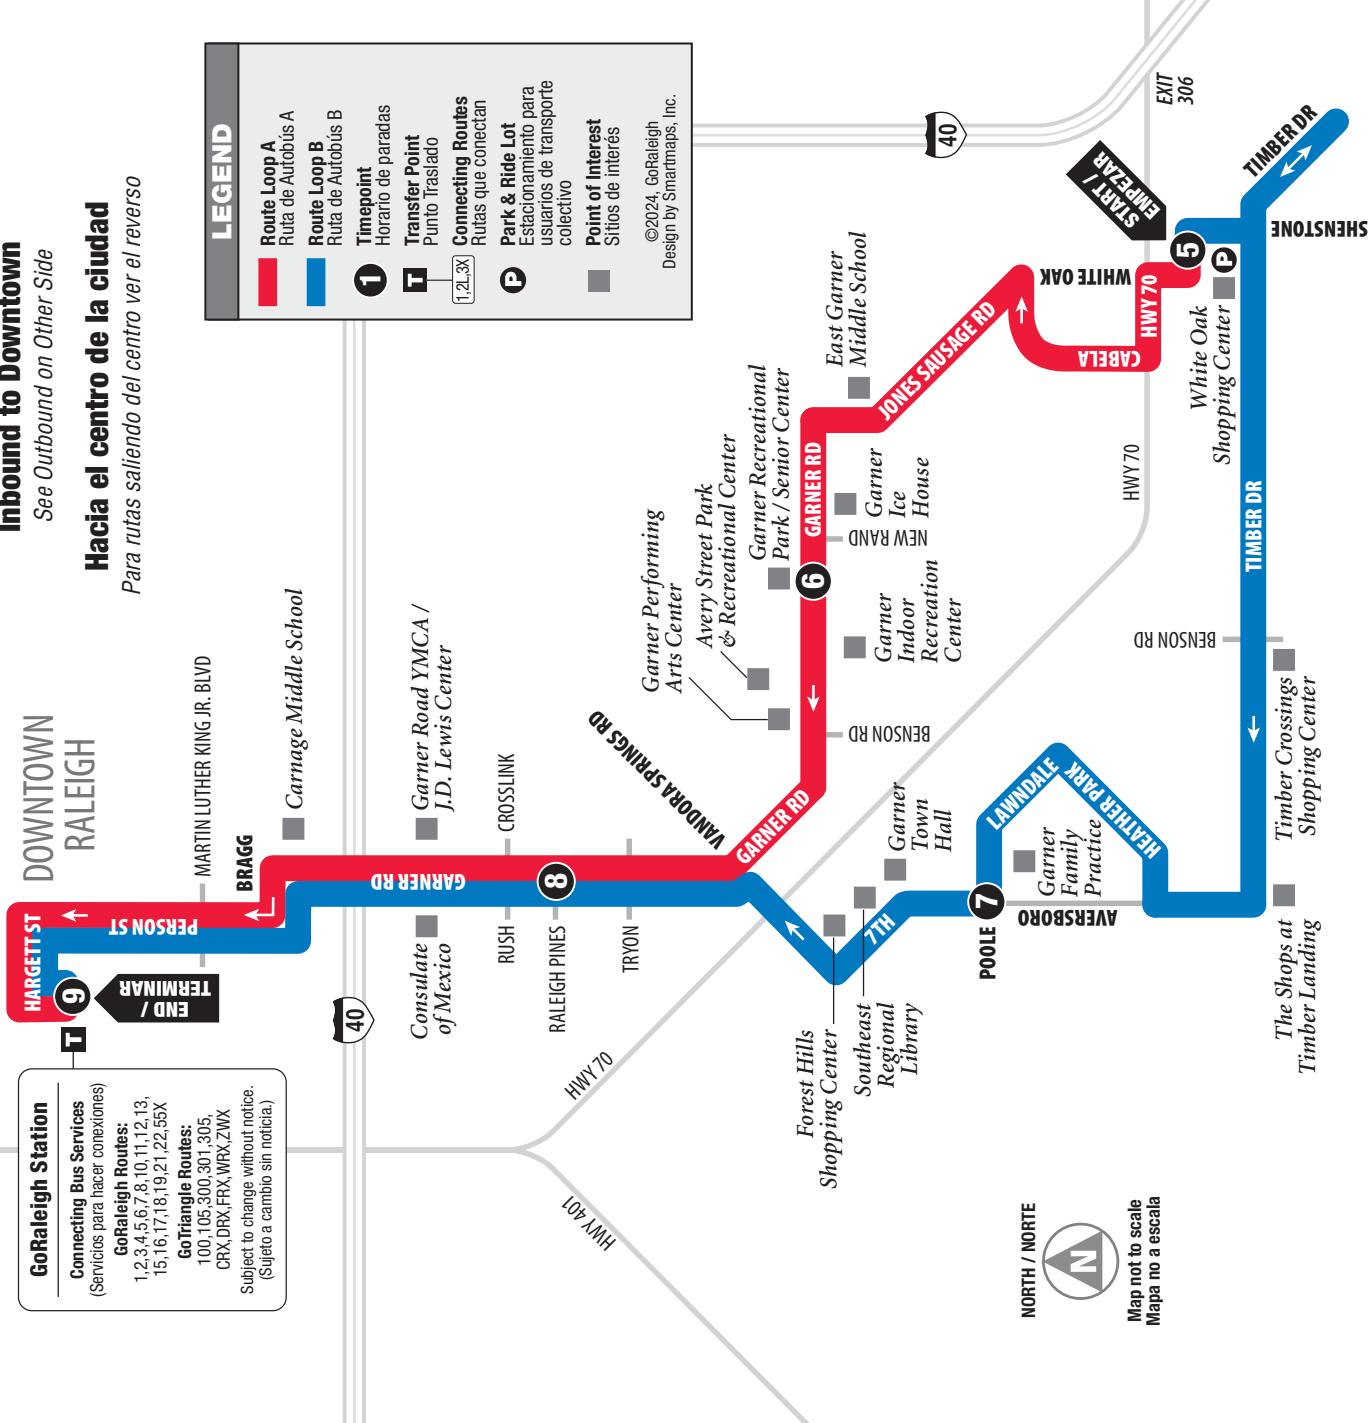 Inbound to Downtown
See Outbound on Other Side
Hacia el centro de la ciudad
Para rutas saliendo del centro ver el reverso
LEGEND
Route Loop A
Ruta de Autobús A
Route Loop B
Ruta de Autobús B
1
Timepoint
Horario de paradas
T
Transfer Point
Punto Traslado
1,2L,3X
Connecting Routes
Rutas que conectan
P
Park & Ride Lot
Estacionamiento para
usuarios de transporte
colectivo
Point of Interest
Sitios de interés
©2024, GoRaleigh
Design by Smartmaps, Inc.
GoRaleigh Station
Connecting Bus Services
(Servicios para hacer conexiones)
GoRaleigh Routes:
1,2,3,4,5,6,7,8,10,11,12,13,
15,16,17,18,19,21,22,55X
GoTriangle Routes:
100,105,300,301,305,
CRX,DRX,FRX,WRX,ZWX
Subject to change without notice.
(Sujeto a cambio sin noticia.)
T
9
END /
TERMINAR
HARGETT ST
PERSON ST
DOWNTOWN
RALEIGH
MARTIN LUTHER KING JR. BLVD
BRAGG
Carnage Middle School
40
Consulate
of Mexico
GARNER RD
Garner Road YMCA /
J.D. Lewis Center
RUSH
CROSSLINK
8
RALEIGH PINES
TRYON
HWY 70
HWY 401
VANDORA SPRINGS RD
GARNER RD
Garner Performing
Arts Center
Avery Street Park
& Recreational Center
Garner Recreational
Park / Senior Center
6
GARNER RD
BENSON RD
NEW RAND
Garner
Indoor
Recreation
Center
Garner
Ice
House
East Garner
Middle School
JONES SAUSAGE RD
40
EXIT
306
START /
EMPEZAR
WHITE OAK
CABELA
HWY 70
HWY 70
5
P
White Oak
Shopping Center
SHENSTONE
TIMBER DR
TIMBER DR
BENSON RD
Timber Crossings
Shopping Center
The Shops at
Timber Landing
AVERSBORO
HEATHER PARK
LAWNDALE
Garner
Family
Practice
7
POOLE
7TH
Garner
Town
Hall
Southeast
Regional
Library
Forest Hills
Shopping Center
NORTH / NORTE
N
Map not to scale
Mapa no a escala